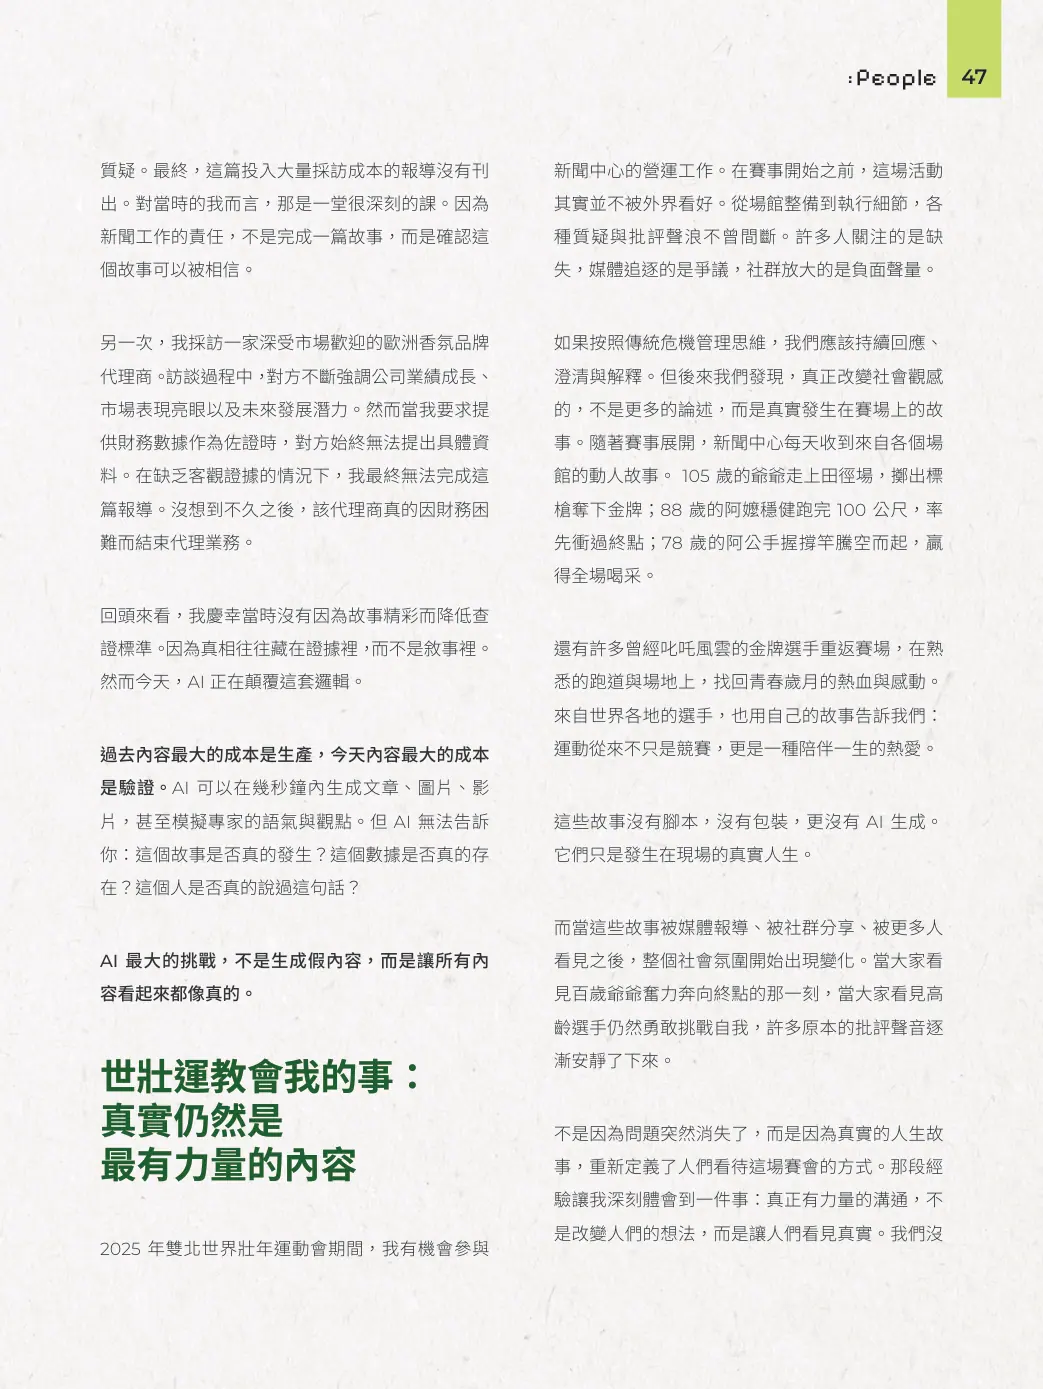 :People
47
質疑。最終，這篇投入大量採訪成本的報導沒有刊
出。對當時的我而言，那是一堂很深刻的課。因為
新聞工作的責任，不是完成一篇故事，而是確認這
個故事可以被相信。
另一次，我採訪一家深受市場歡迎的歐洲香氛品牌
代理商。訪談過程中，對方不斷強調公司業績成長、
市場表現亮眼以及未來發展潛力。然而當我要求提
供財務數據作為佐證時，對方始終無法提出具體資
料。在缺乏客觀證據的情況下，我最終無法完成這
篇報導。沒想到不久之後，該代理商真的因財務困
難而結束代理業務。
回頭來看，我慶幸當時沒有因為故事精彩而降低查
證標準。因為真相往往藏在證據裡，而不是敘事裡。
然而今天，AI 正在顛覆這套邏輯。
過去內容最大的成本是生產，今天內容最大的成本
是驗證。AI 可以在幾秒鐘內生成文章、圖片、影
片，甚至模擬專家的語氣與觀點。但 AI 無法告訴
你：這個故事是否真的發生？這個數據是否真的存
在？這個人是否真的說過這句話？
AI 最大的挑戰，不是生成假內容，而是讓所有內
容看起來都像真的。
世壯運教會我的事：
真實仍然是
最有力量的內容
2025 年雙北世界壯年運動會期間，我有機會參與
新聞中心的營運工作。在賽事開始之前，這場活動
其實並不被外界看好。從場館整備到執行細節，各
種質疑與批評聲浪不曾間斷。許多人關注的是缺
失，媒體追逐的是爭議，社群放大的是負面聲量。
如果按照傳統危機管理思維，我們應該持續回應、
澄清與解釋。但後來我們發現，真正改變社會觀感
的，不是更多的論述，而是真實發生在賽場上的故
事。隨著賽事展開，新聞中心每天收到來自各個場
館的動人故事。 105 歲的爺爺走上田徑場，擲出標
槍奪下金牌；88 歲的阿嬤穩健跑完 100 公尺，率
先衝過終點；78 歲的阿公手握撐竿騰空而起，贏
得全場喝采。
還有許多曾經叱吒風雲的金牌選手重返賽場，在熟
悉的跑道與場地上，找回青春歲月的熱血與感動。
來自世界各地的選手，也用自己的故事告訴我們：
運動從來不只是競賽，更是一種陪伴一生的熱愛。
這些故事沒有腳本，沒有包裝，更沒有 AI 生成。
它們只是發生在現場的真實人生。
而當這些故事被媒體報導、被社群分享、被更多人
看見之後，整個社會氛圍開始出現變化。當大家看
見百歲爺爺奮力奔向終點的那一刻，當大家看見高
齡選手仍然勇敢挑戰自我，許多原本的批評聲音逐
漸安靜了下來。
不是因為問題突然消失了，而是因為真實的人生故
事，重新定義了人們看待這場賽會的方式。那段經
驗讓我深刻體會到一件事：真正有力量的溝通，不
是改變人們的想法，而是讓人們看見真實。我們沒